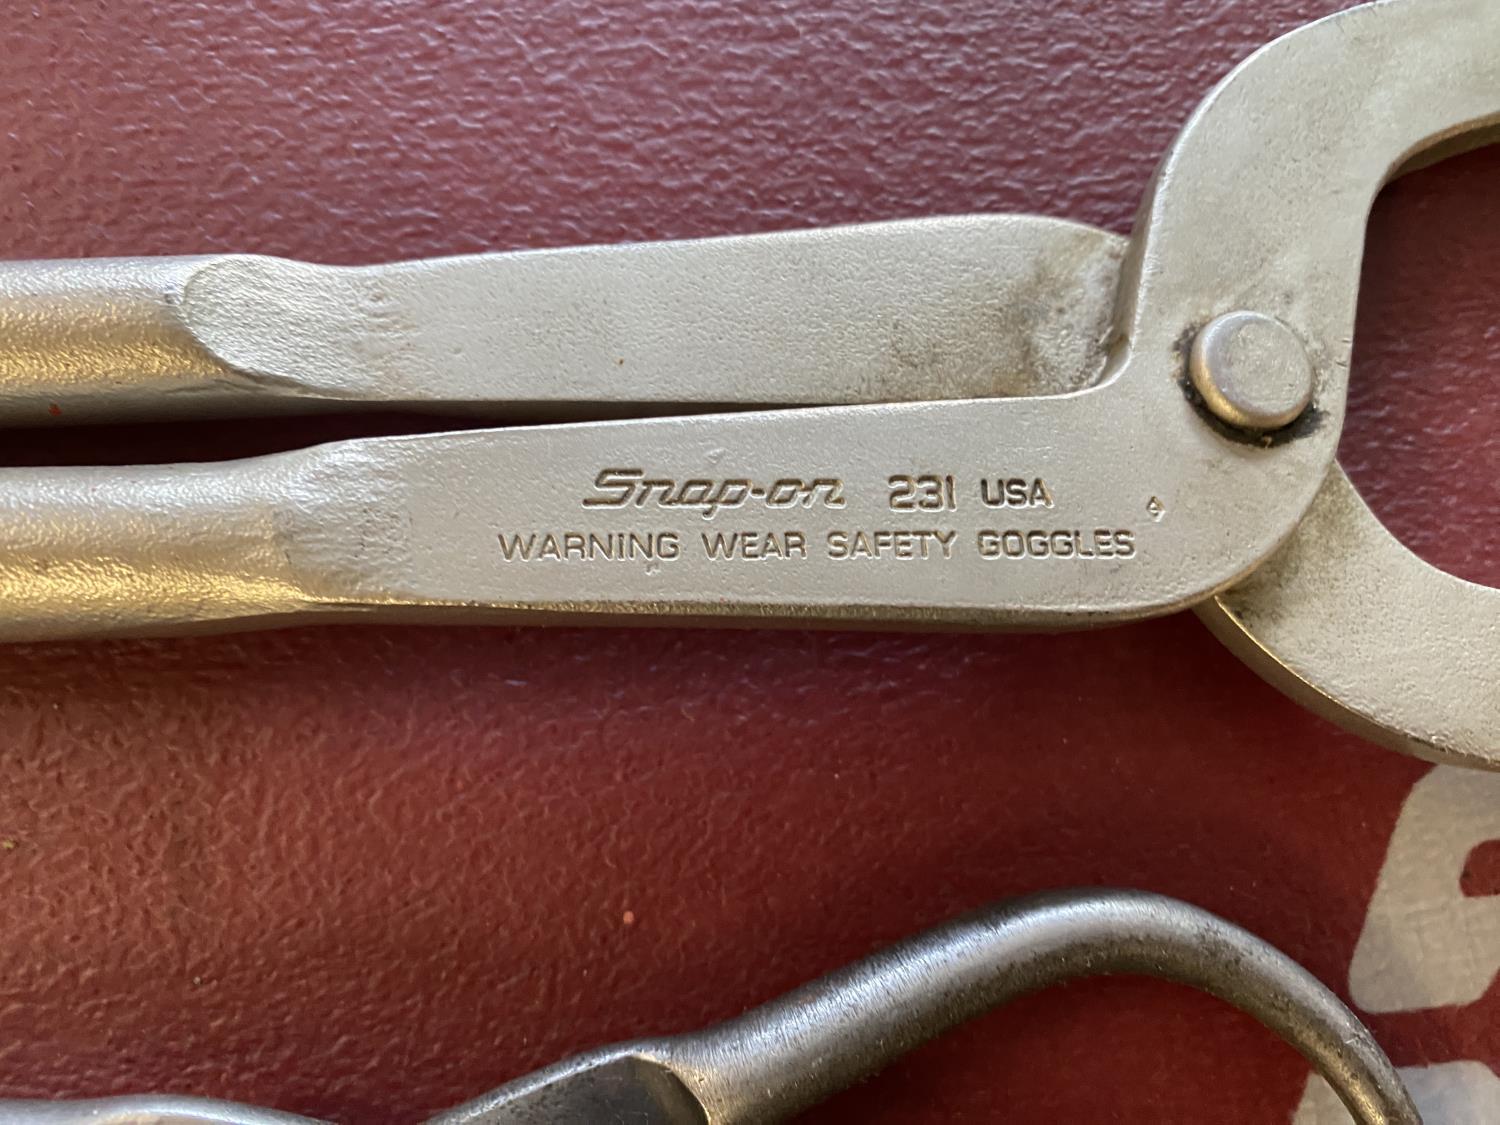 Snap-on 231 USA
WARNING WEAR SAFETY GOGGLES